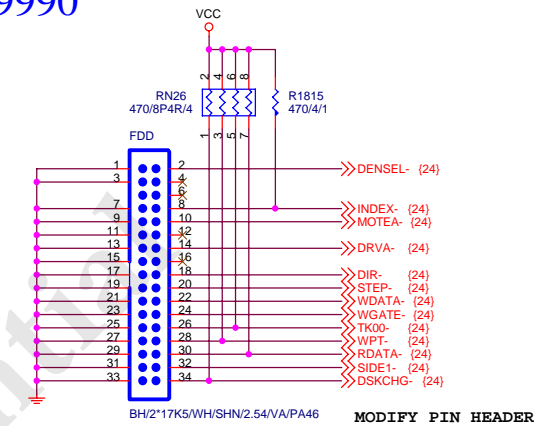 9990
VCC
2 4 6 8
RN26
470/8P4R/4
R1815
470/4/1
1 3 5 7
FDD
1 2 DENSEL- {24}
3 4
6
7 8 INDEX- {24}
9 10 MOTEA- {24}
11 12
13 14 DRVA- {24}
15 16
17 18 DIR- {24}
19 20 STEP- {24}
21 22 WDATA- {24}
23 24 WGATE- {24}
25 26 TK00- {24}
27 28 WPT- {24}
29 30 RDATA- {24}
31 32 SIDE1- {24}
33 34 DSKCHG- {24}
BH/2*17K5/WH/SHN/2.54/VA/PA46
MODIFY PIN HEADER